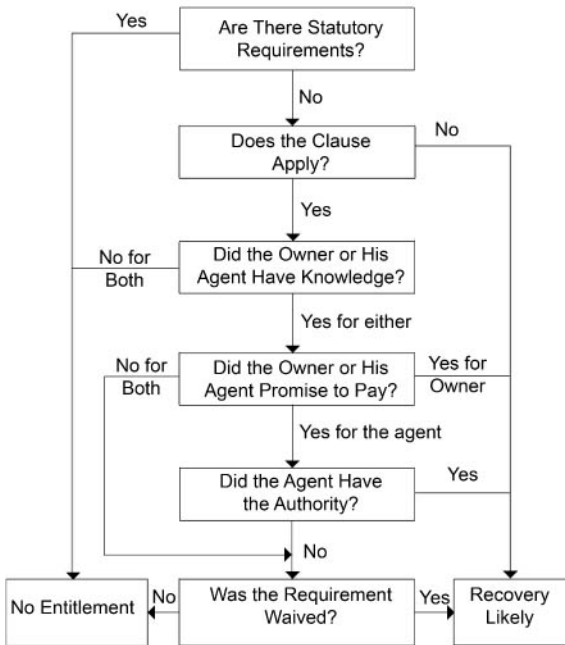 Yes
Are There Statutory
Requirements?
No
Does the Clause
Apply?
No
Yes
No for
Both
Did the Owner or His
Agent Have Knowledge?
Yes for either
No for
Both
Did the Owner or His
Agent Promise to Pay?
Yes for
Owner
Yes for the agent
Did the Agent Have
the Authority?
Yes
No
No Entitlement
No
Was the Requirement
Waived?
Yes
Recovery
Likely